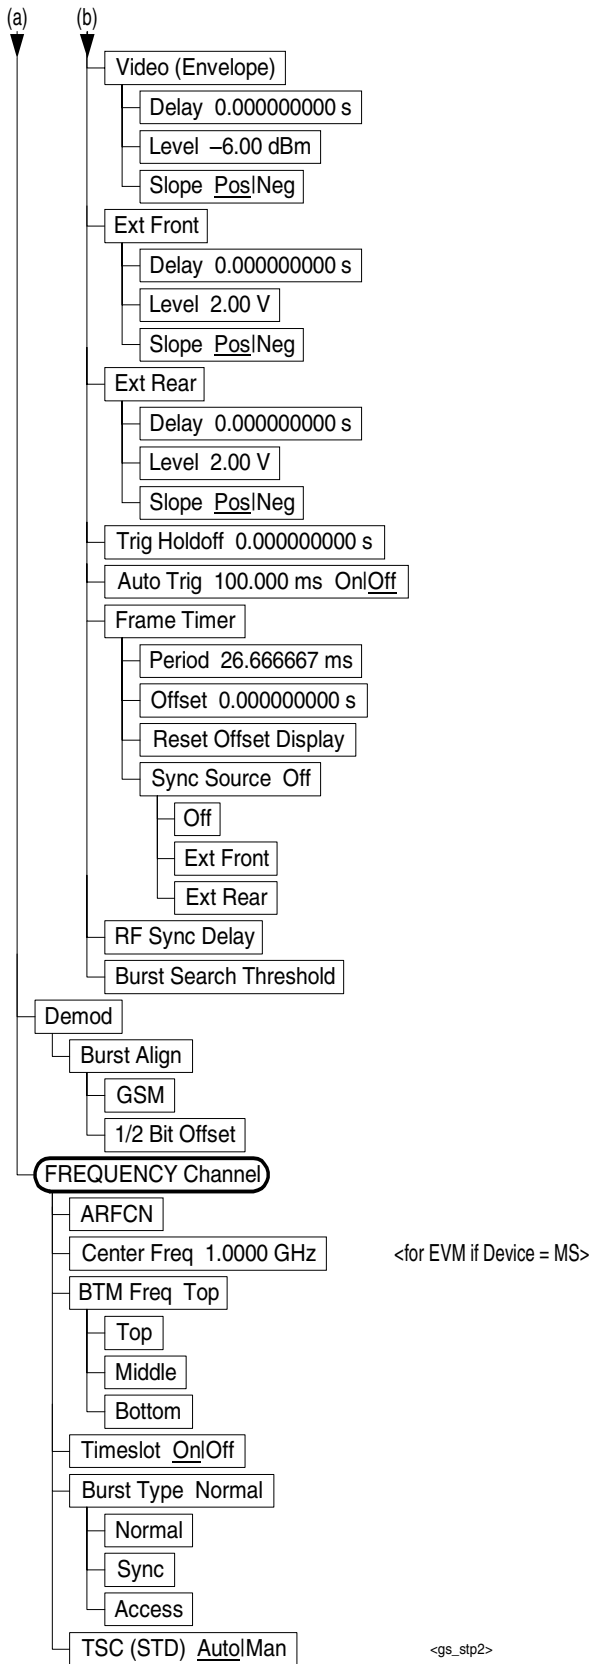 (a) (b)
Video (Envelope)
Delay 0.000000000 s
Level –6.00 dBm
Slope Pos|Neg
Ext Front
Delay 0.000000000 s
Level 2.00 V
Slope Pos|Neg
Ext Rear
Delay 0.000000000 s
Level 2.00 V
Slope Pos|Neg
Trig Holdoff 0.000000000 s
Auto Trig 100.000 ms On|Off
Frame Timer
Period 26.666667 ms
Offset 0.000000000 s
Reset Offset Display
Sync Source Off
Off
Ext Front
Ext Rear
RF Sync Delay
Burst Search Threshold
Demod
Burst Align
GSM
1/2 Bit Offset
FREQUENCY Channel
ARFCN
Center Freq 1.0000 GHz <for EVM if Device = MS>
BTM Freq Top
Top
Middle
Bottom
Timeslot On|Off
Burst Type Normal
Normal
Sync
Access
TSC (STD) Auto|Man <gs_stp2>